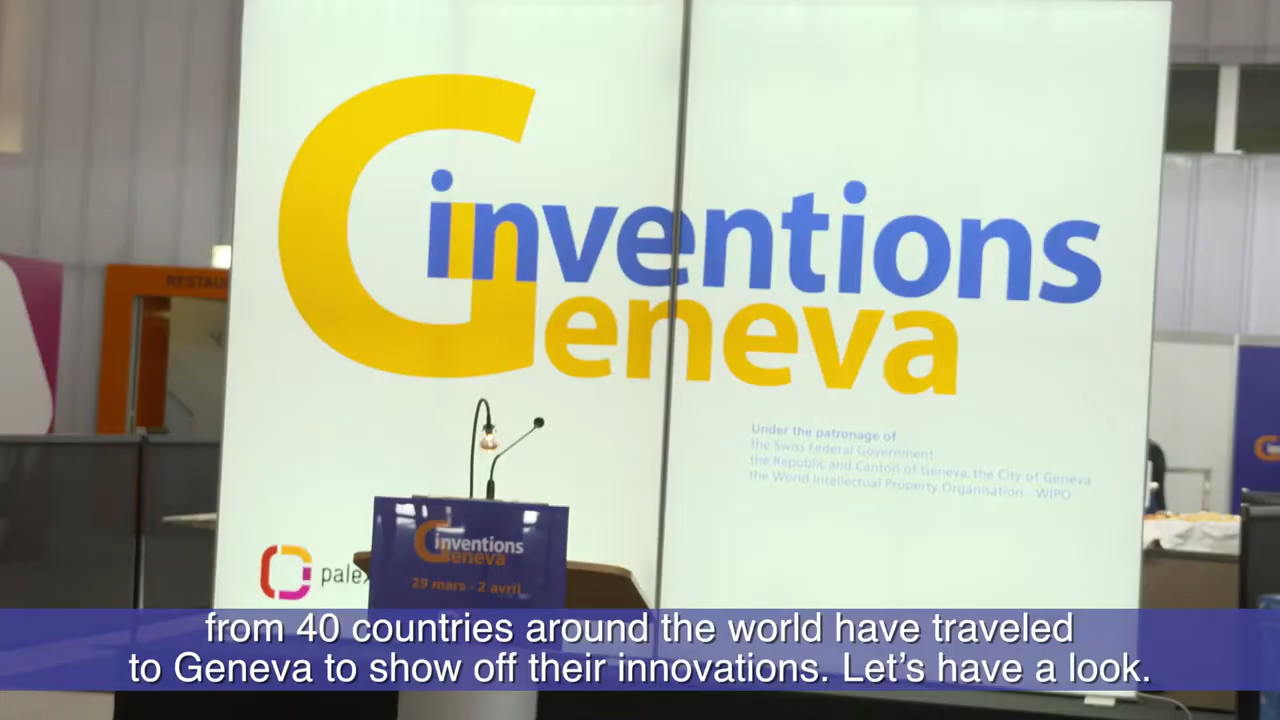 inventions
Geneva
Under the patronage of
the Swiss Federal Government
the Republic and Canton of Geneva, the City of Geneva
the World Intellectual Property Organisation WIPO
RESTAU
inventions
Geneva
29 mars - 2 avril
palex
from 40 countries around the world have traveled
to Geneva to show off their innovations. Let's have a look.